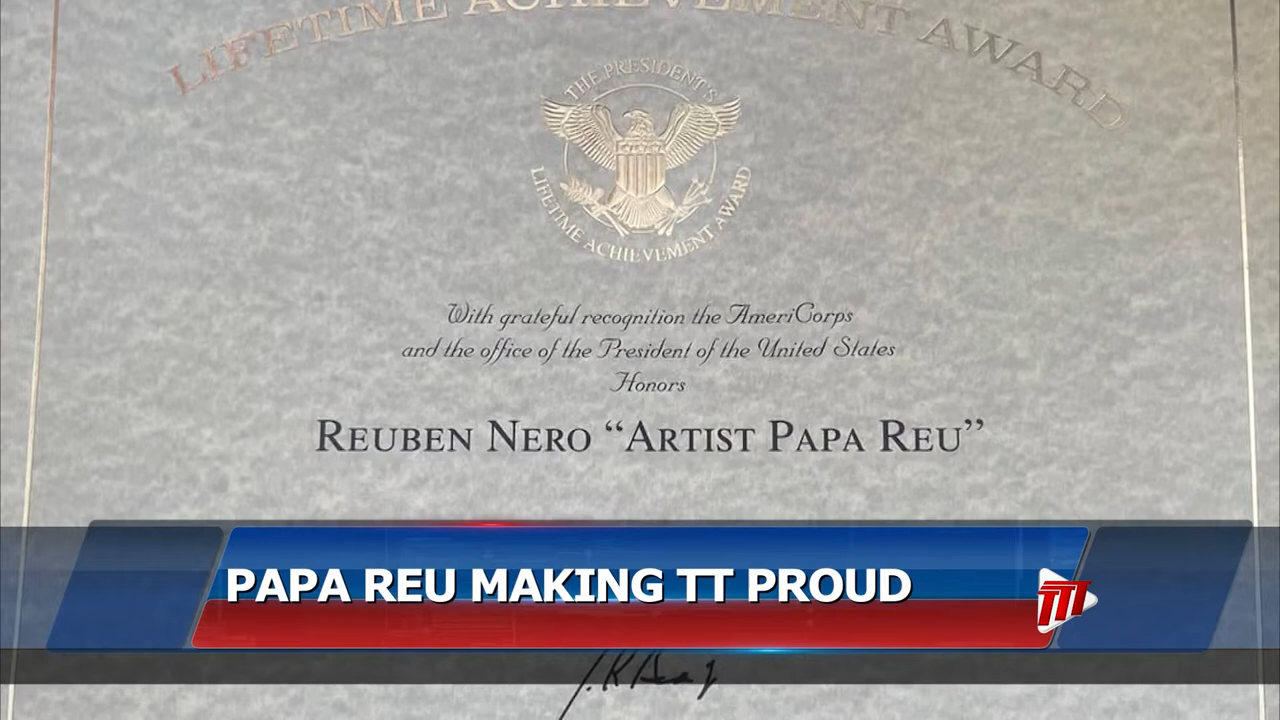 LIFETIME ACHIEVEMENT AWARD
THE PRESIDENT'S
LIFETIME ACHIEVEMENT AWARD
With grateful recognition the AmeriCorps
and the office of the President of the United States
Honors
REUBEN NERO “ARTIST PAPA REU”
PAPA REU MAKING TT PROUD
TTT